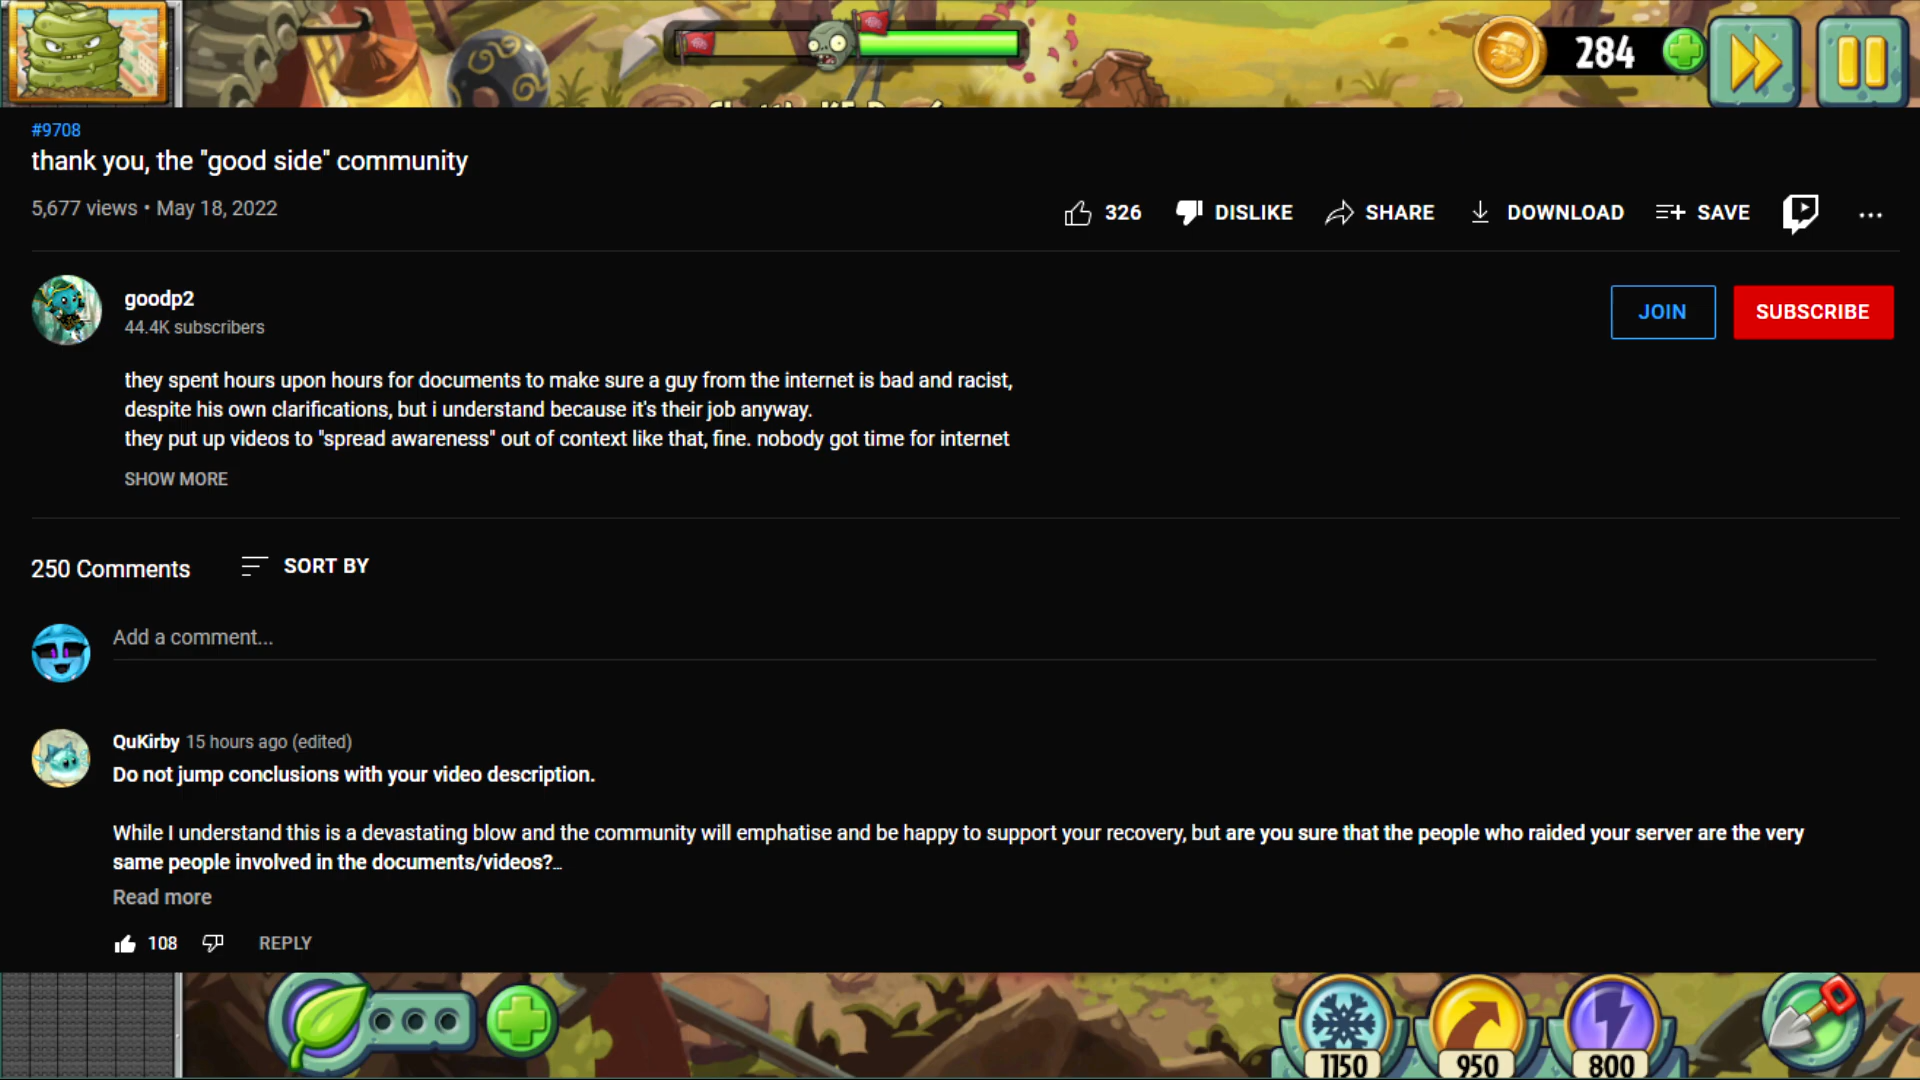 284
#9708
thank you, the "good side" community
5,677 views • May 18, 2022
326 DISLIKE SHARE DOWNLOAD SAVE ...
goodp2
44.4K subscribers
JOIN SUBSCRIBE
they spent hours upon hours for documents to make sure a guy from the internet is bad and racist,
despite his own clarifications, but i understand because it's their job anyway.
they put up videos to "spread awareness" out of context like that, fine. nobody got time for internet
SHOW MORE
250 Comments SORT BY
Add a comment...
QuKirby 15 hours ago (edited)
Do not jump conclusions with your video description.
While I understand this is a devastating blow and the community will emphatise and be happy to support your recovery, but are you sure that the people who raided your server are the very
same people involved in the documents/videos?...
Read more
108 REPLY
1150 950 800